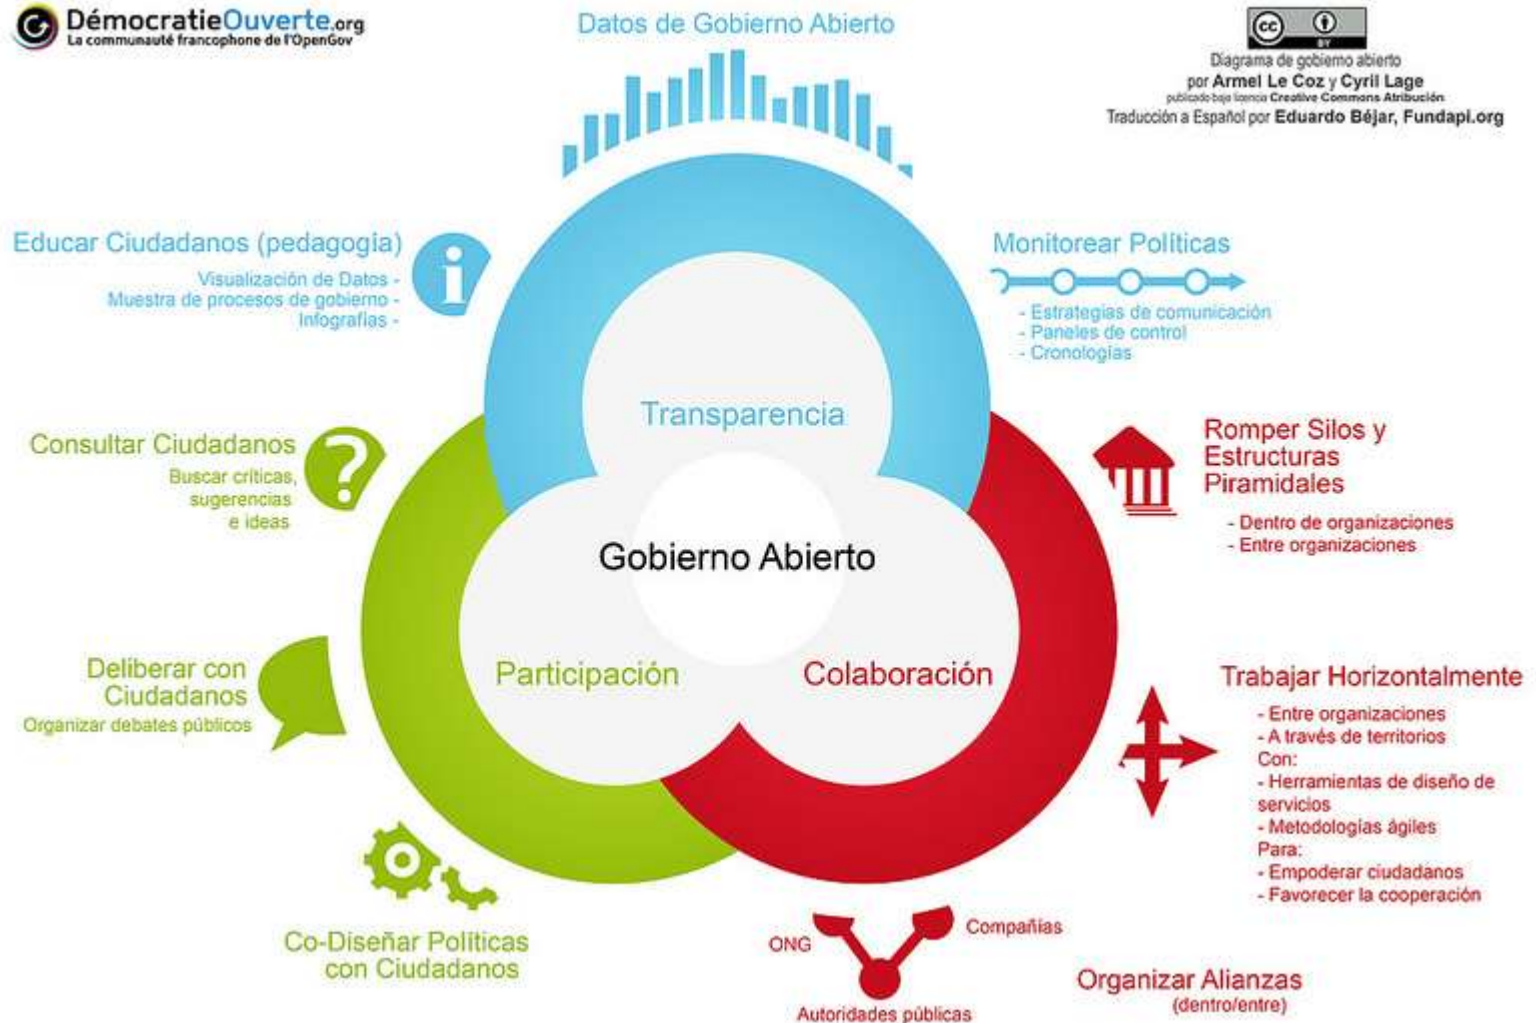 DémocratieOuverte.org
La communauté francophone de l'OpenGov
Datos de Gobierno Abierto
cc
BY
Diagrama de gobierno abierto
por Armel Le Coz y Cyril Lage
publicado bajo licencia Creative Commons Atribución
Traducción a Español por Eduardo Béjar, Fundapi.org
Educar Ciudadanos (pedagogía)
Visualización de Datos -
Muestra de procesos de gobierno -
Infografías -
i
Monitorear Políticas
- Estrategias de comunicación
- Paneles de control
- Cronologías
Transparencia
Consultar Ciudadanos
Buscar críticas,
sugerencias
e ideas
?
Romper Silos y
Estructuras
Piramidales
- Dentro de organizaciones
- Entre organizaciones
Gobierno Abierto
Participación
Colaboración
Deliberar con
Ciudadanos
Organizar debates públicos
Trabajar Horizontalmente
- Entre organizaciones
- A través de territorios
Con:
- Herramientas de diseño de
servicios
- Metodologías ágiles
Para:
- Empoderar ciudadanos
- Favorecer la cooperación
Co-Diseñar Políticas
con Ciudadanos
ONG
Compañías
Autoridades públicas
Organizar Alianzas
(dentro/entre)